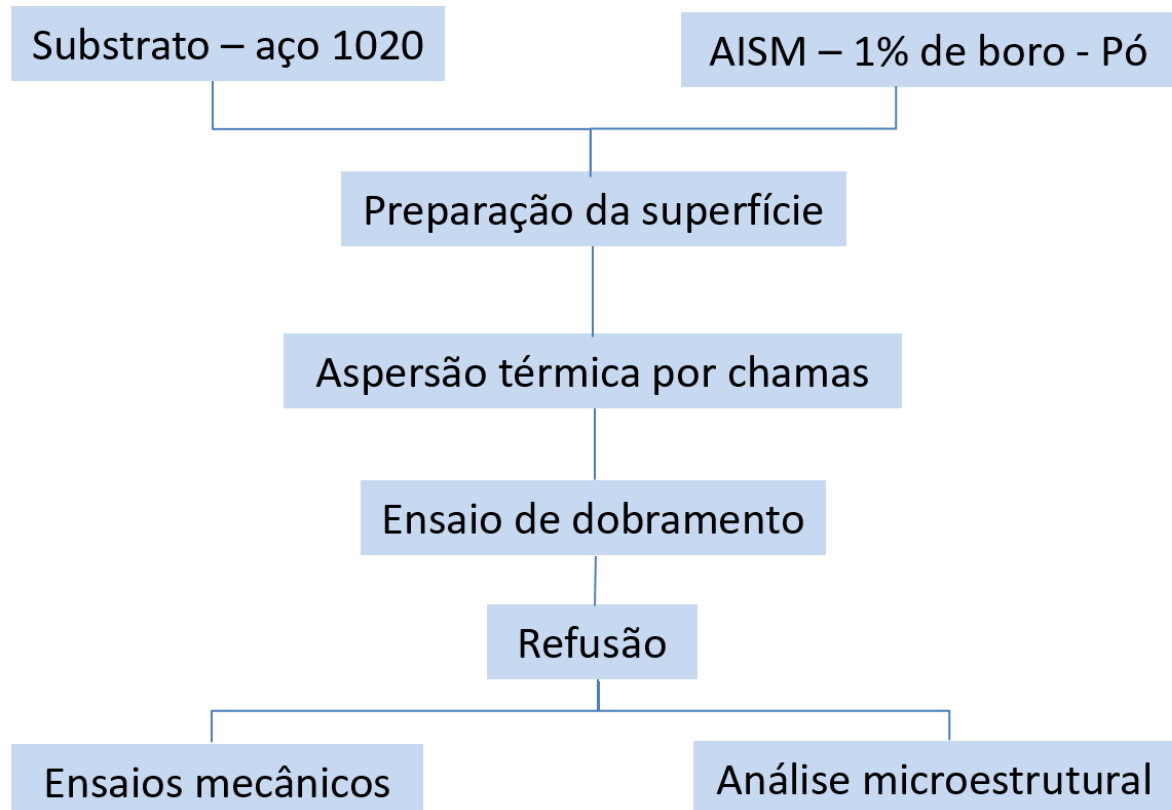 Substrato – aço 1020
AISM – 1% de boro - Pó
Preparação da superfície
Aspersão térmica por chamas
Ensaio de dobramento
Refusão
Ensaios mecânicos
Análise microestrutural